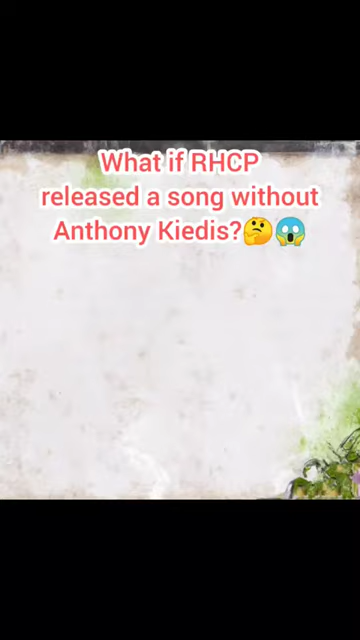 What if RHCP
released a song without
Anthony Kiedis?🤔😱